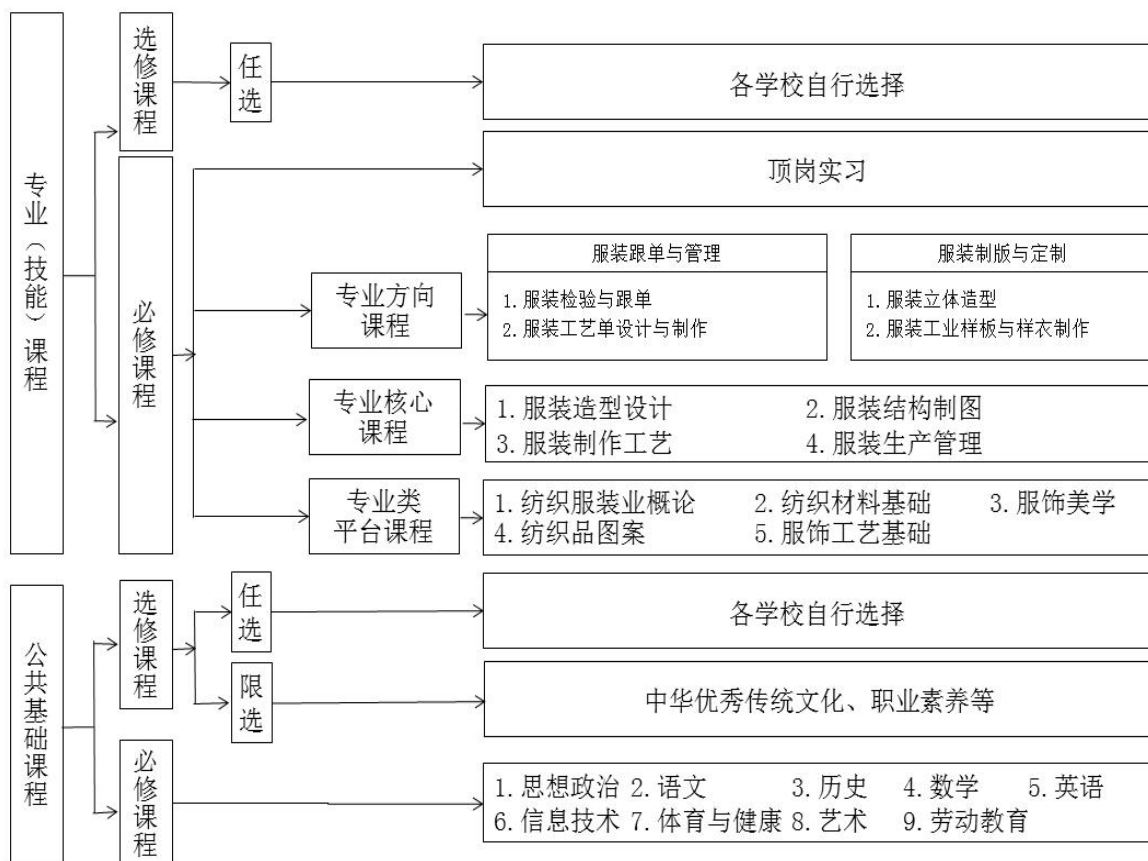 专业（技能）课程
选修课程
任选
各学校自行选择
必修课程
顶岗实习
专业方向
课程
服装跟单与管理
1.服装检验与跟单
2.服装工艺单设计与制作
服装制版与定制
1.服装立体造型
2.服装工业样板与样衣制作
专业核心
课程
1.服装造型设计 2.服装结构制图
3.服装制作工艺 4.服装生产管理
专业类
平台课程
1.纺织服装业概论 2.纺织材料基础 3.服饰美学
4.纺织品图案 5.服饰工艺基础
公共基础课程
选修课程
任选
各学校自行选择
限选
中华优秀传统文化、职业素养等
必修课程
1.思想政治 2.语文 3.历史 4.数学 5.英语
6.信息技术 7.体育与健康 8.艺术 9.劳动教育